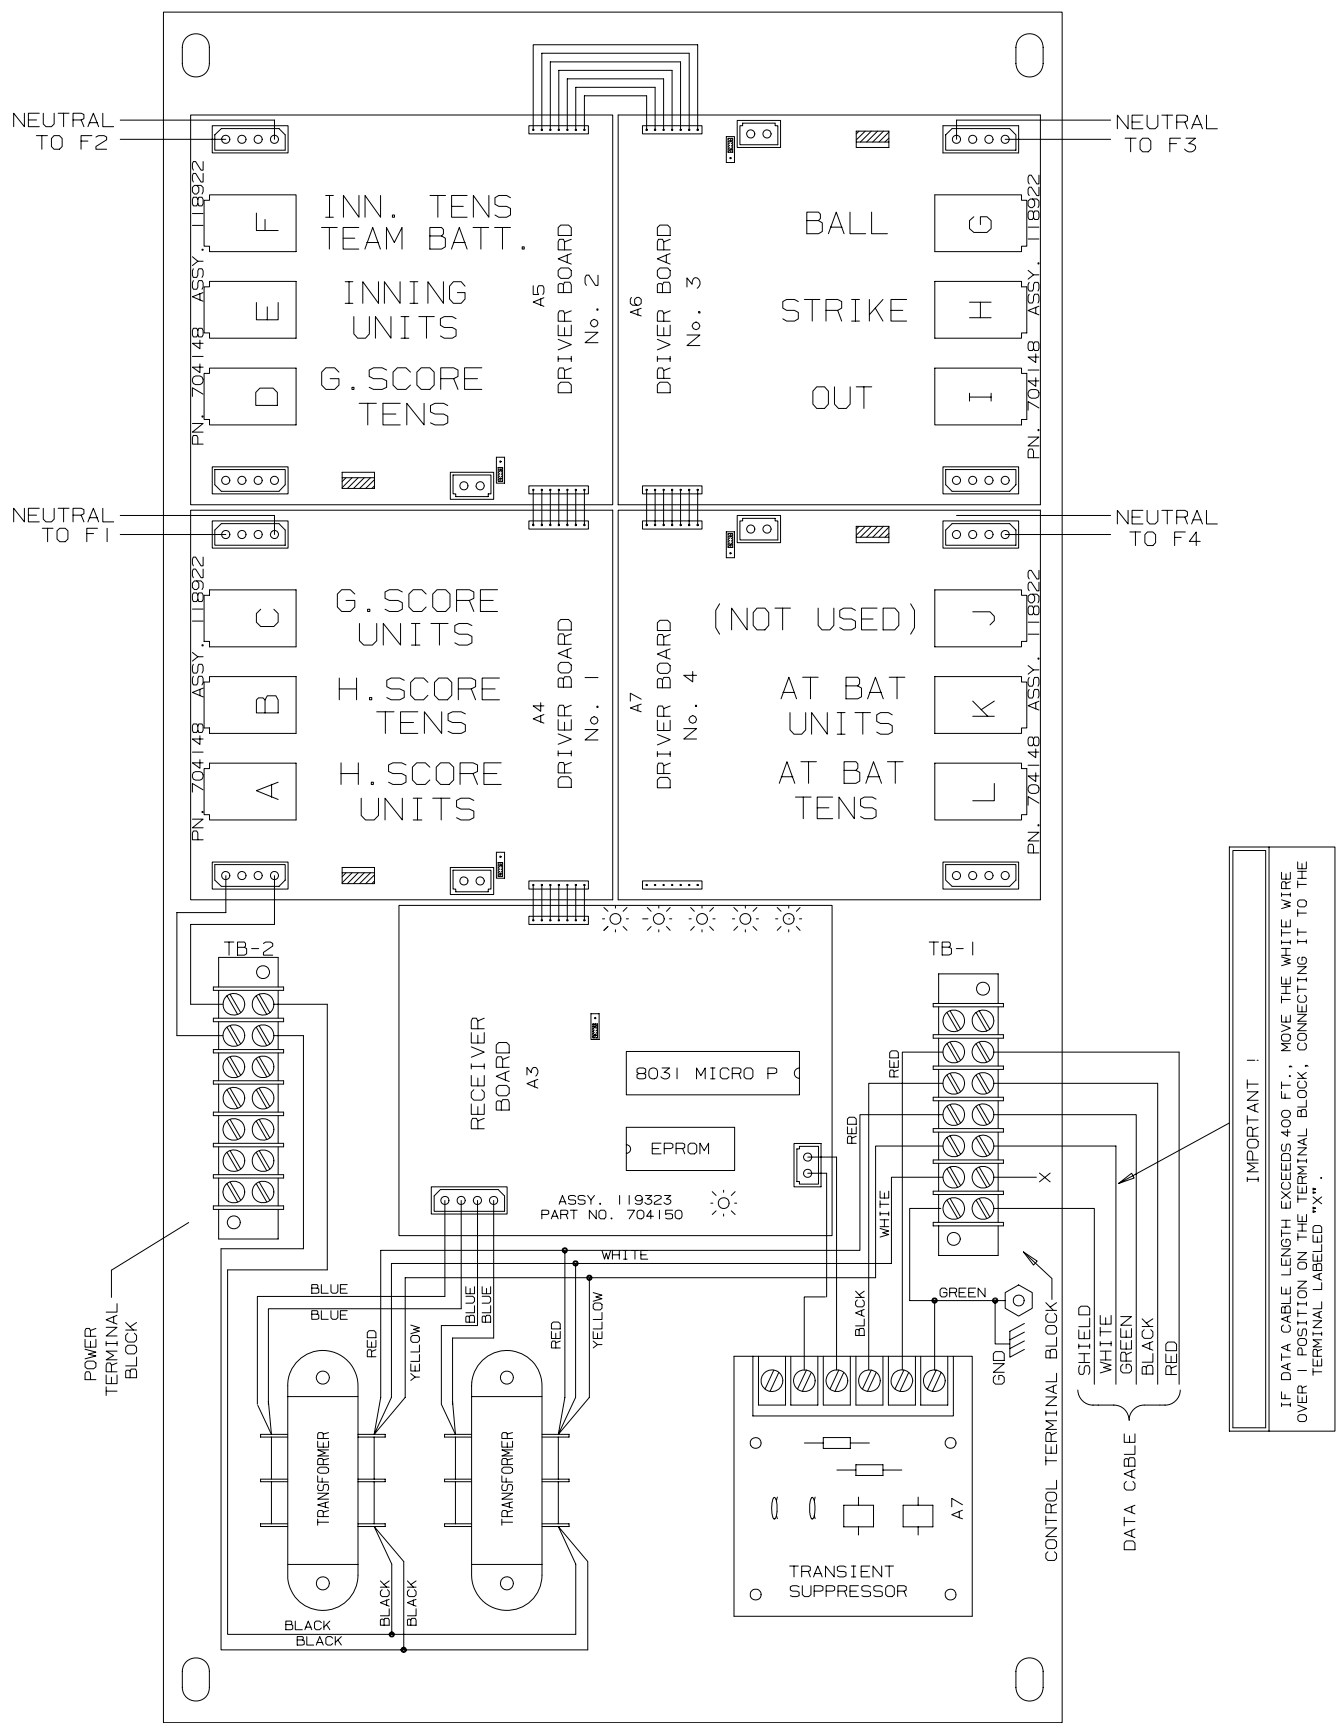 NEUTRAL
TO F2
NEUTRAL
TO F3
PN. 704148 ASSY. 118922
F
INN. TENS
TEAM BATT.
E
INNING
UNITS
D
G.SCORE
TENS
A5
DRIVER BOARD
No. 2
A6
DRIVER BOARD
No. 3
BALL
G
STRIKE
H
OUT
I
PN. 704148 ASSY. 118922
NEUTRAL
TO F1
NEUTRAL
TO F4
PN. 704148 ASSY. 118922
C
G.SCORE
UNITS
B
H.SCORE
TENS
A
H.SCORE
UNITS
A4
DRIVER BOARD
No. 1
A7
DRIVER BOARD
No. 4
(NOT USED)
J
AT BAT
UNITS
K
AT BAT
TENS
L
PN. 704148 ASSY. 118922
TB-2
TB-1
RECEIVER
BOARD
A3
8031 MICRO P
EPROM
ASSY. 119323
PART NO. 704150
RED
RED
WHITE
BLACK
X
WHITE
BLUE
BLUE
BLUE
BLUE
RED
YELLOW
RED
YELLOW
GREEN
GND
POWER
TERMINAL
BLOCK
TRANSFORMER
TRANSFORMER
BLACK
BLACK
BLACK
BLACK
TRANSIENT
SUPPRESSOR
A7
CONTROL TERMINAL BLOCK
SHIELD
WHITE
GREEN
BLACK
RED
DATA CABLE
IMPORTANT !
IF DATA CABLE LENGTH EXCEEDS 400 FT., MOVE THE WHITE WIRE
OVER 1 POSITION ON THE TERMINAL BLOCK, CONNECTING IT TO THE
TERMINAL LABELED "X".